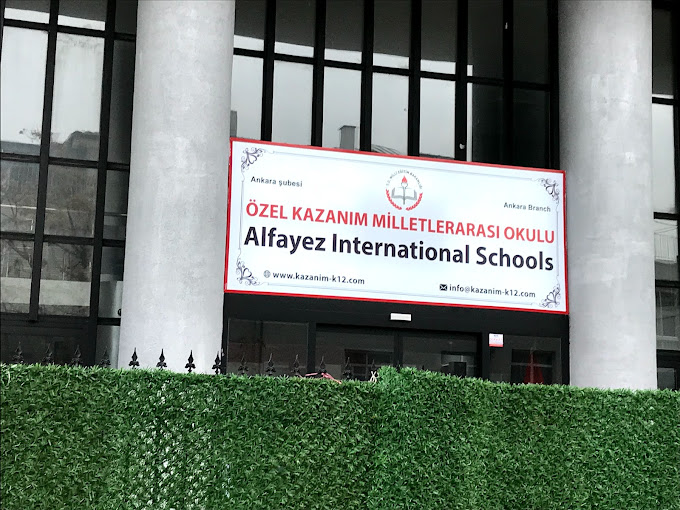 Ankara şubesi
Ankara Branch
ÖZEL KAZANIM MİLLETLERARASI OKULU
Alfayez International Schools
www.kazanim-k12.com
info@kazanim-k12.com